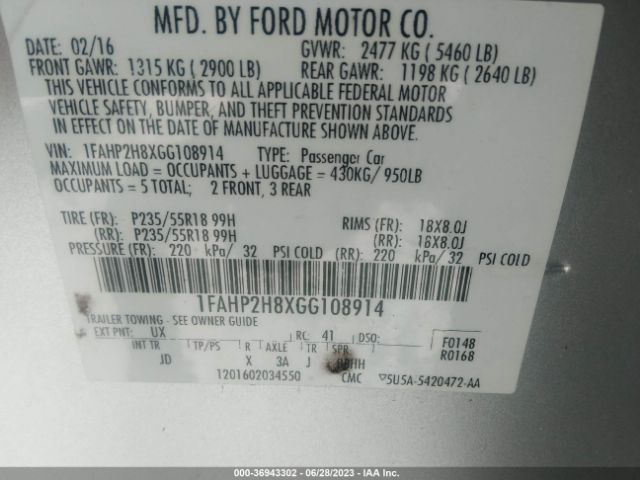 MFD. BY FORD MOTOR CO.
DATE: 02/16 GVWR: 2477 KG ( 5460 LB)
FRONT GAWR: 1315 KG ( 2900 LB) REAR GAWR: 1198 KG ( 2640 LB)
THIS VEHICLE CONFORMS TO ALL APPLICABLE FEDERAL MOTOR
VEHICLE SAFETY, BUMPER, AND THEFT PREVENTION STANDARDS
IN EFFECT ON THE DATE OF MANUFACTURE SHOWN ABOVE.
VIN: 1FAHP2H8XGG108914 TYPE: Passenger Car
MAXIMUM LOAD = OCCUPANTS + LUGGAGE = 430KG/ 950LB
OCCUPANTS = 5 TOTAL; 2 FRONT, 3 REAR
TIRE (FR): P235/55R18 99H RIMS (FR): 18X8.0J
(RR): P235/55R18 99H (RR): 18X8.0J
PRESSURE (FR): 220 kPa/ 32 PSI COLD (RR): 220 kPa/ 32 PSI COLD
1FAHP2H8XGG108914
TRAILER TOWING - SEE OWNER GUIDE
EXT PNT: UX RC: 41 DSO: F0148
INT TR TP/PS R AXLE TR SPR R0168
JD X 3A J HH
1201602034550 CMC 5U5A-5420472-AA
000-36943302 - 06/28/2023 - IAA Inc.